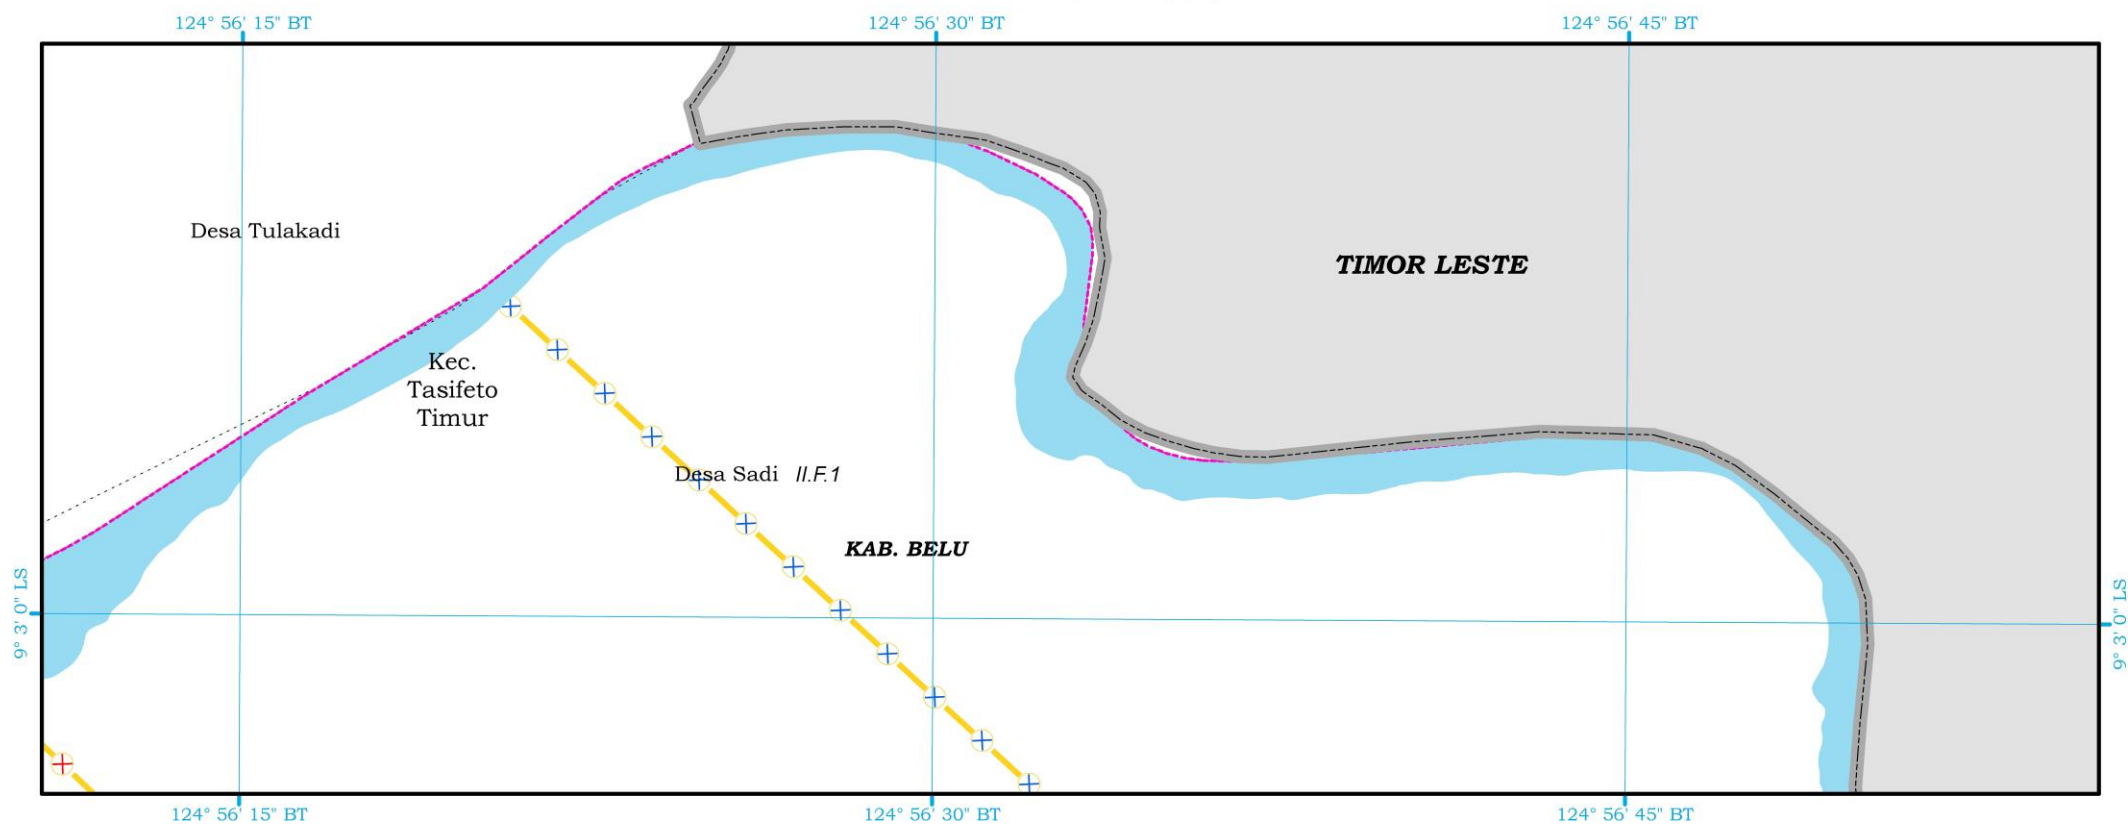 124° 56' 15" BT
124° 56' 30" BT
124° 56' 45" BT
Desa Tulakadi
TIMOR LESTE
Kec.
Tasifeto
Timur
Desa Sadi II.F.1
KAB. BELU
9° 3' 0" LS
9° 3' 0" LS
124° 56' 15" BT
124° 56' 30" BT
124° 56' 45" BT